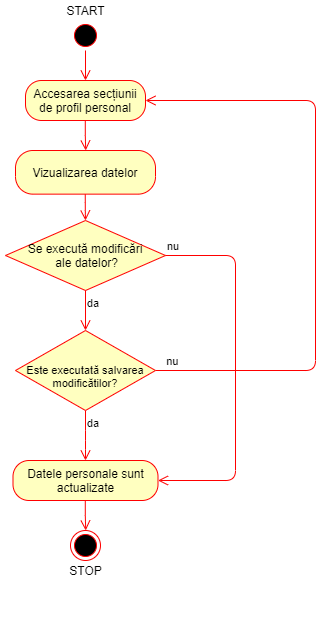 START
Accesarea secțiunii
de profil personal
Vizualizarea datelor
Se execută modificări
ale datelor?
nu
da
Este executată salvarea
modificătilor?
nu
da
Datele personale sunt
actualizate
STOP